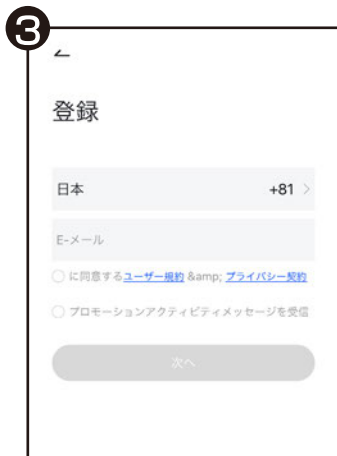 3
登録
日本 +81 >
E-メール
に同意するユーザー規約 &amp; プライバシー契約
プロモーションアクティビティメッセージを受信
次へ